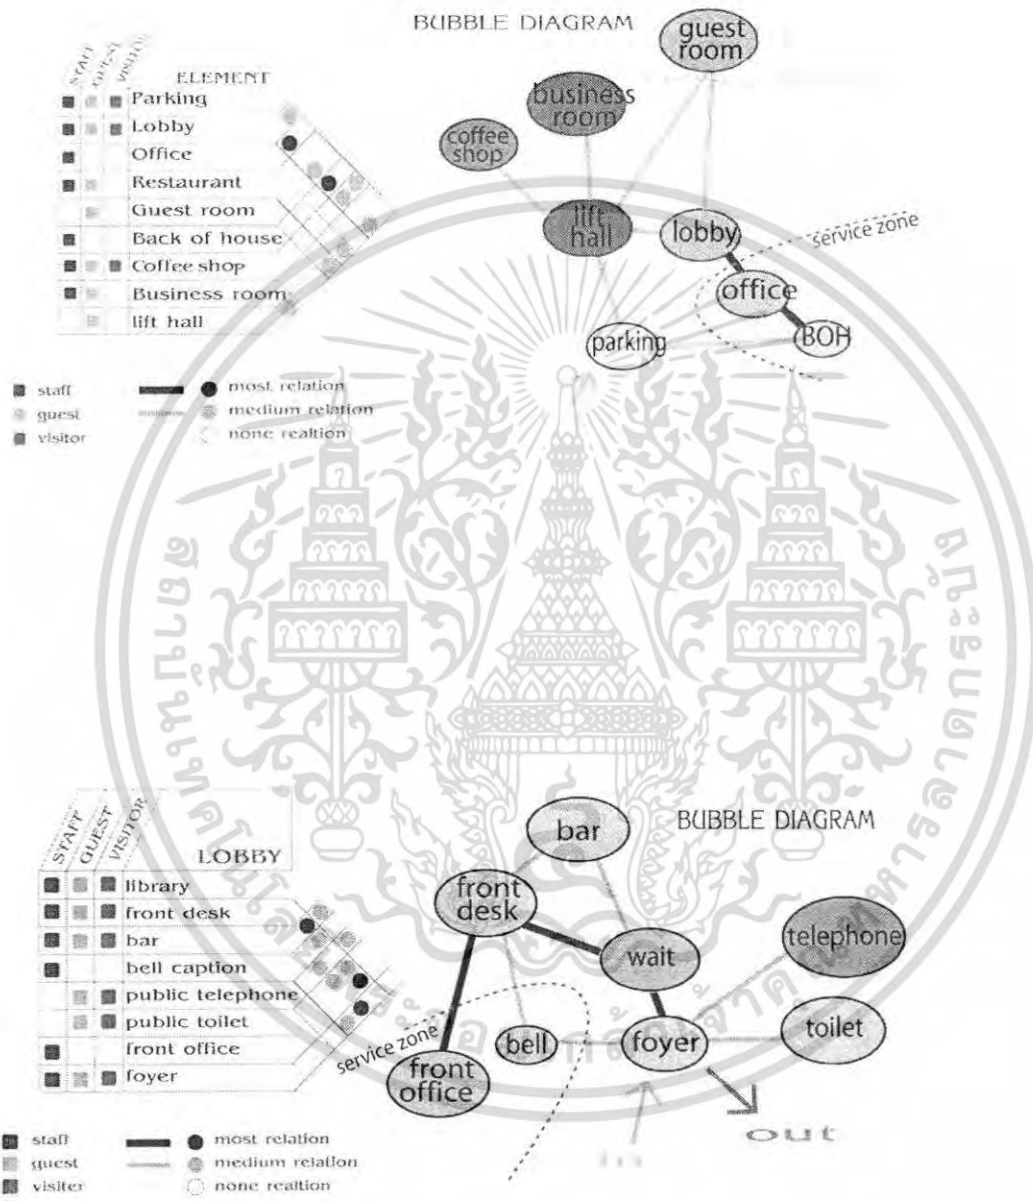 BUBBLE DIAGRAM
STAFF
GUEST
VISITOR
ELEMENT
Parking
Lobby
Office
Restaurant
Guest room
Back of house
Coffee shop
Business room
lift hall
guest
room
business
room
coffee
shop
lift
hall
lobby
service zone
office
parking
BOH
staff
guest
visitor
most relation
medium relation
none realtion
STAFF
GUEST
VISITOR
LOBBY
library
front desk
bar
bell caption
public telephone
public toilet
front office
foyer
BUBBLE DIAGRAM
bar
front
desk
telephone
wait
toilet
foyer
bell
service zone
front
office
out
staff
guest
visiter
most relation
medium relation
none realtion